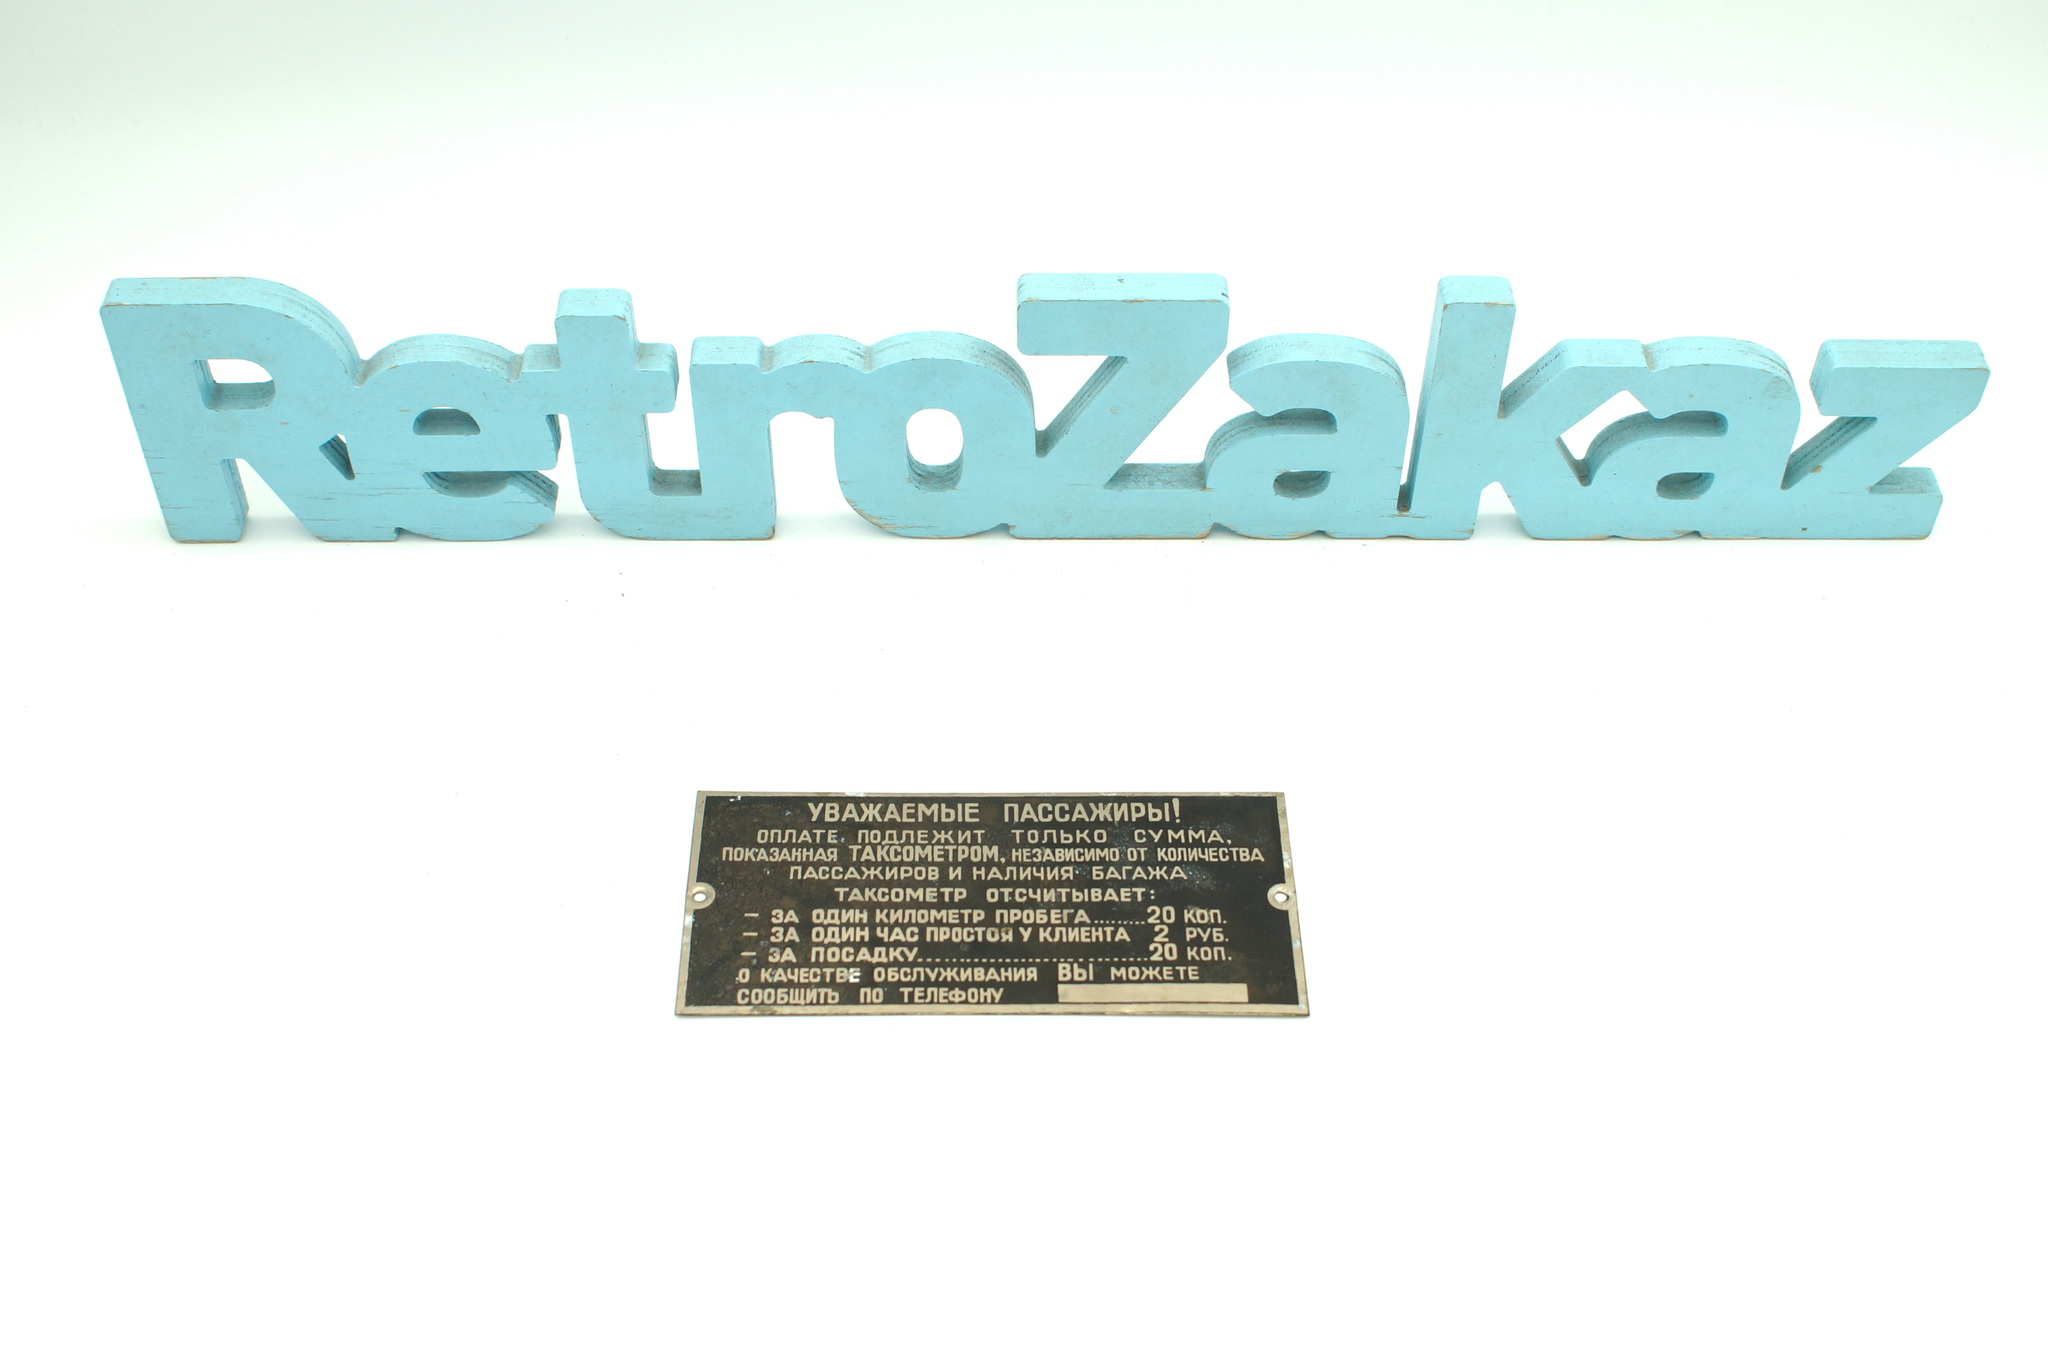 RetroZakaz
УВАЖАЕМЫЕ ПАССАЖИРЫ!
ОПЛАТЕ ПОДЛЕЖИТ ТОЛЬКО СУММА,
ПОКАЗАННАЯ ТАКСОМЕТРОМ, НЕЗАВИСИМО ОТ КОЛИЧЕСТВА
ПАССАЖИРОВ И НАЛИЧИЯ БАГАЖА
ТАКСОМЕТР ОТСЧИТЫВАЕТ:
— ЗА ОДИН КИЛОМЕТР ПРОБЕГА.........20 КОП.
— ЗА ОДИН ЧАС ПРОСТОЯ У КЛИЕНТА 2 РУБ.
— ЗА ПОСАДКУ..............................20 КОП.
О КАЧЕСТВЕ ОБСЛУЖИВАНИЯ ВЫ МОЖЕТЕ
СООБЩИТЬ ПО ТЕЛЕФОНУ